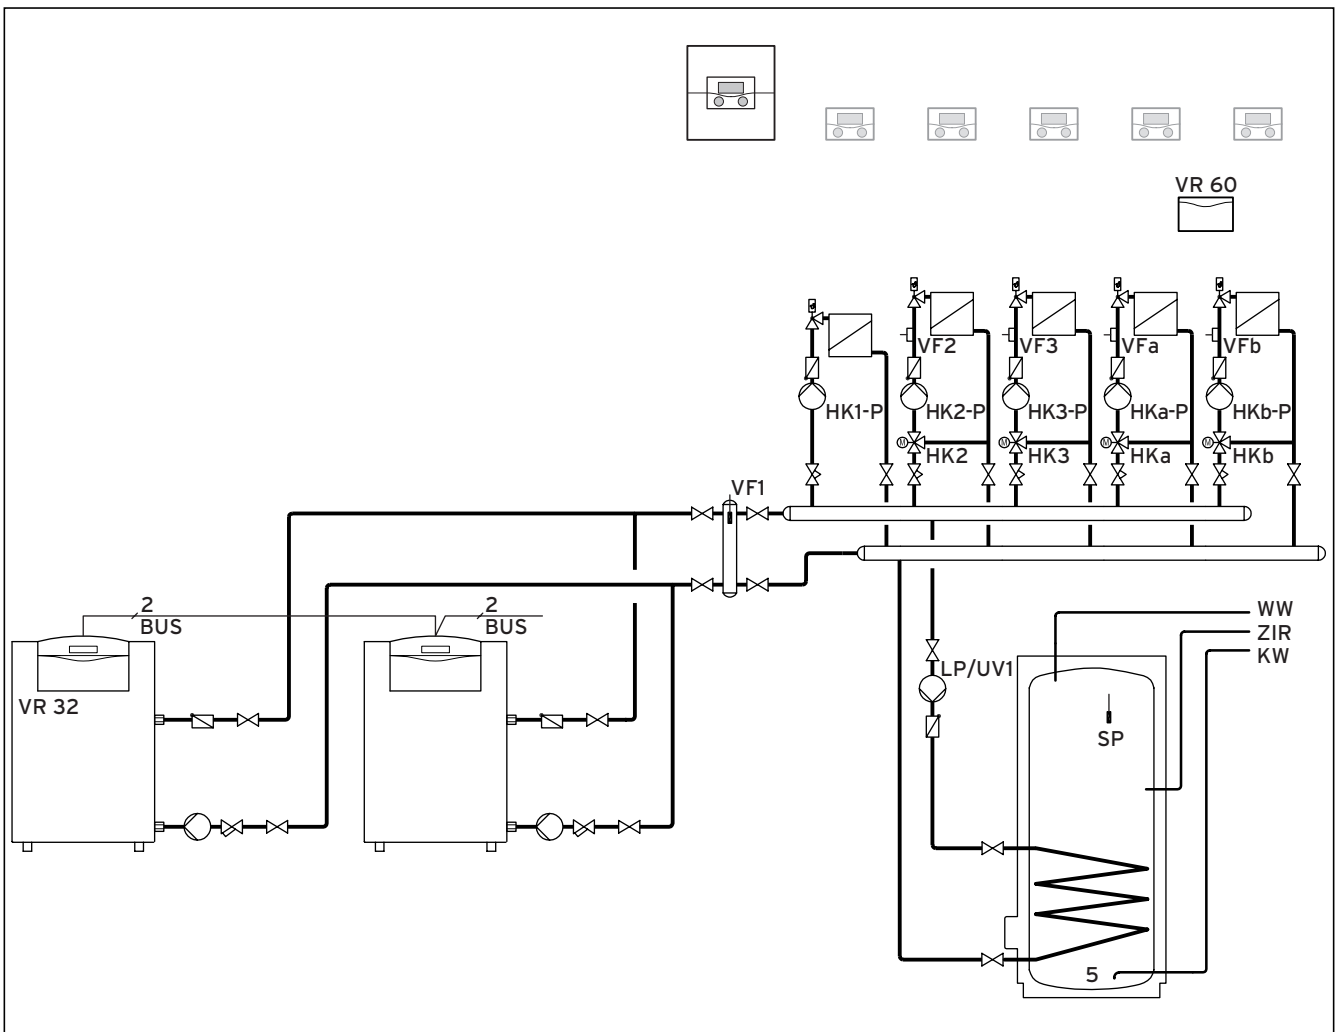 VR 60
VF2
VF3
VFa
VFb
HK1-P
HK2-P
HK3-P
HKa-P
HKb-P
M
HK2
M
HK3
M
HKa
M
HKb
VF1
2
BUS
2
BUS
WW
ZIR
KW
LP/UV1
VR 32
SP
5